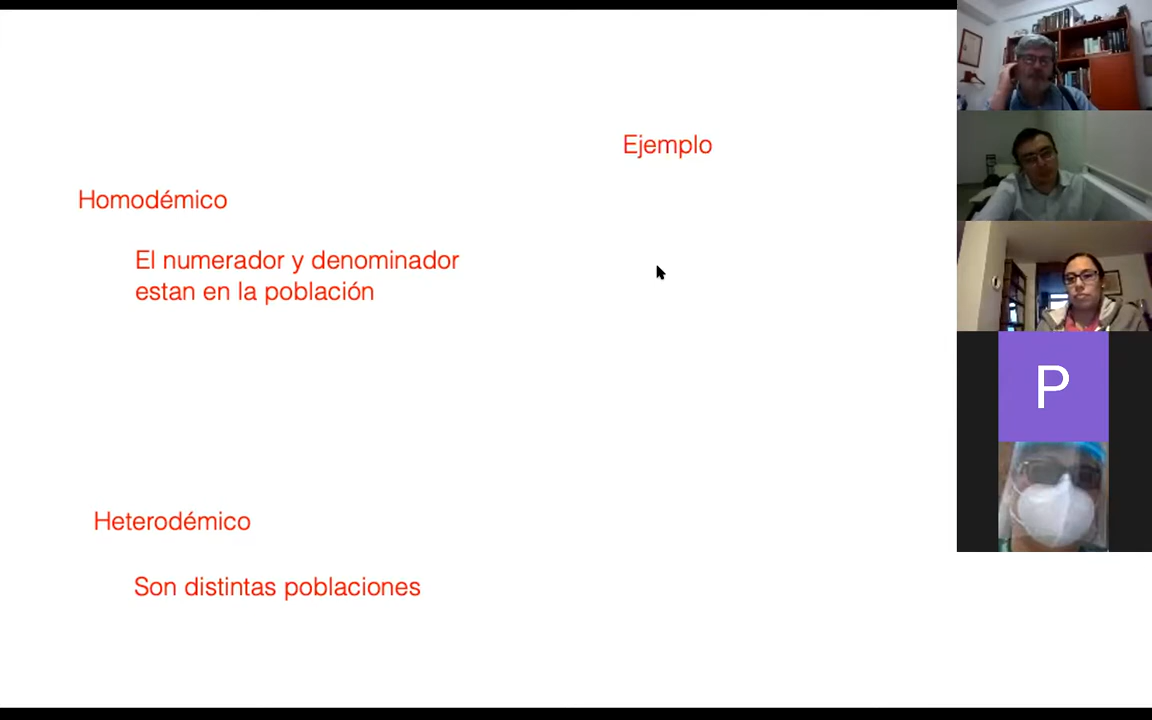 Ejemplo
Homodémico
El numerador y denominador
estan en la población
Heterodémico
Son distintas poblaciones
P